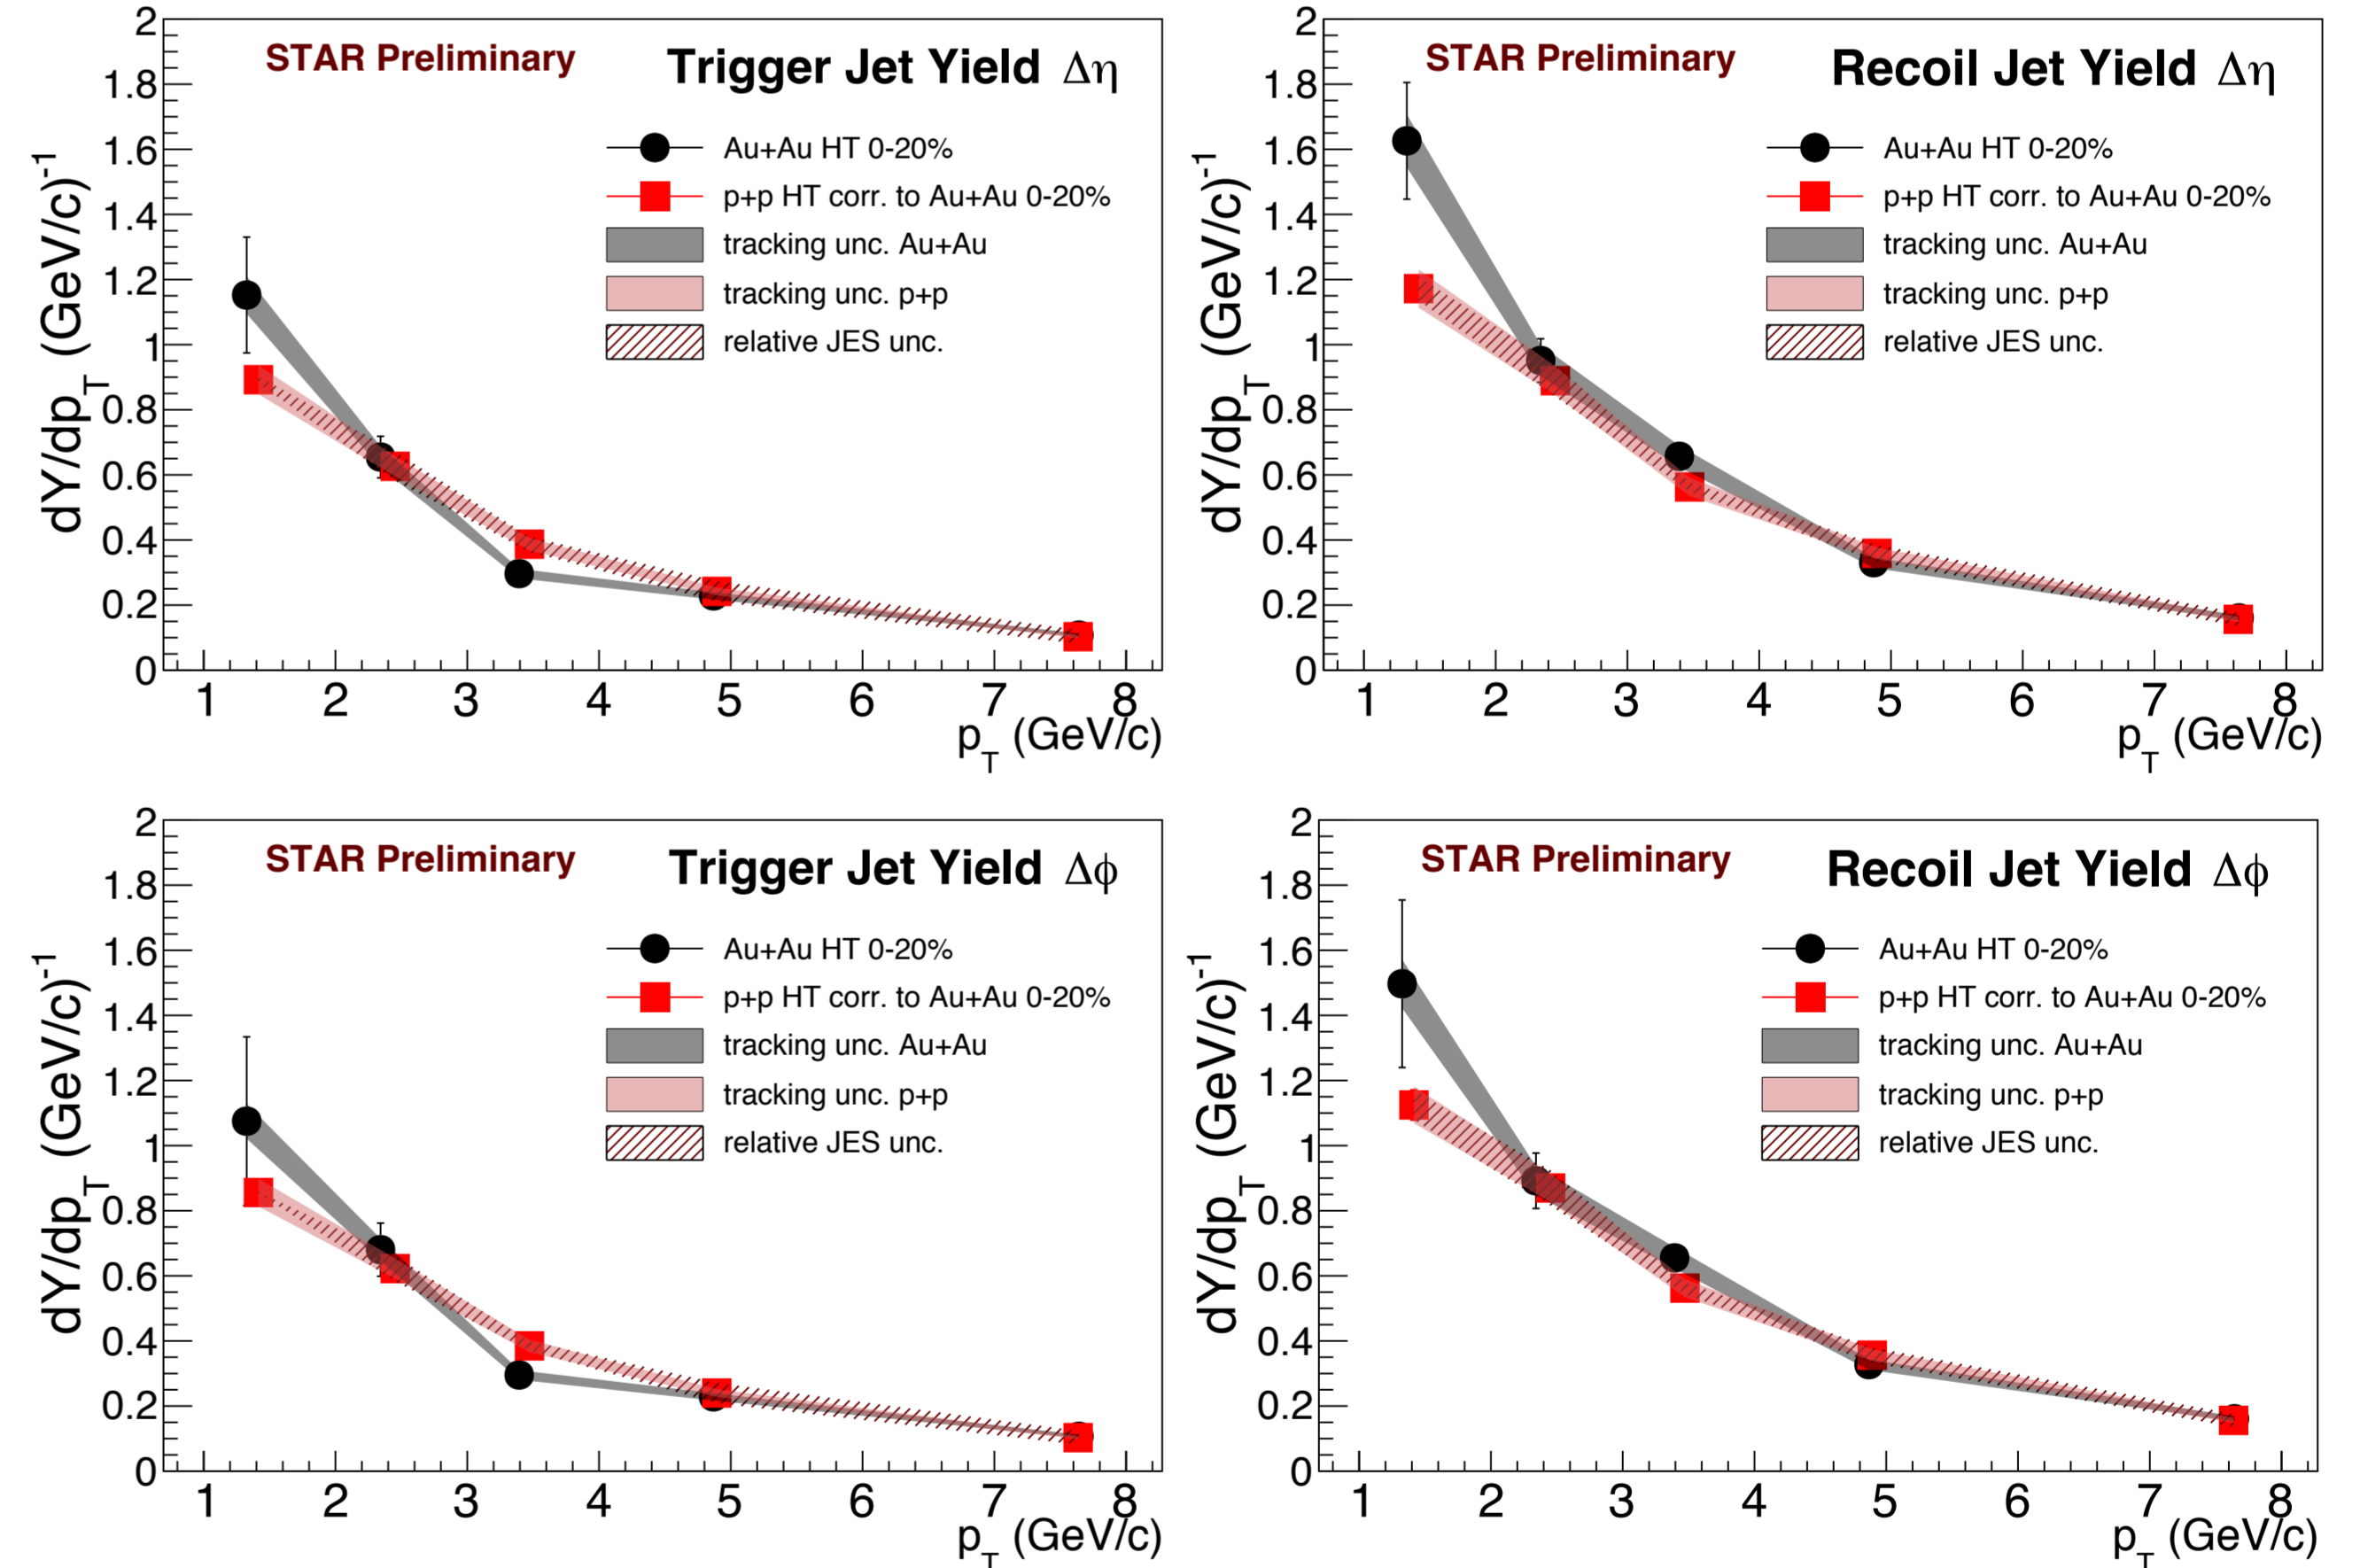 STAR Preliminary
Trigger Jet Yield Δη
Au+Au HT 0-20%
p+p HT corr. to Au+Au 0-20%
tracking unc. Au+Au
tracking unc. p+p
relative JES unc.
dY/dp_T (GeV/c)^-1
2
1.8
1.6
1.4
1.2
1
0.8
0.6
0.4
0.2
0
1 2 3 4 5 6 7 8
p_T (GeV/c)
STAR Preliminary
Recoil Jet Yield Δη
Au+Au HT 0-20%
p+p HT corr. to Au+Au 0-20%
tracking unc. Au+Au
tracking unc. p+p
relative JES unc.
dY/dp_T (GeV/c)^-1
2
1.8
1.6
1.4
1.2
1
0.8
0.6
0.4
0.2
0
1 2 3 4 5 6 7 8
p_T (GeV/c)
STAR Preliminary
Trigger Jet Yield Δϕ
Au+Au HT 0-20%
p+p HT corr. to Au+Au 0-20%
tracking unc. Au+Au
tracking unc. p+p
relative JES unc.
dY/dp_T (GeV/c)^-1
2
1.8
1.6
1.4
1.2
1
0.8
0.6
0.4
0.2
0
1 2 3 4 5 6 7 8
p_T (GeV/c)
STAR Preliminary
Recoil Jet Yield Δϕ
Au+Au HT 0-20%
p+p HT corr. to Au+Au 0-20%
tracking unc. Au+Au
tracking unc. p+p
relative JES unc.
dY/dp_T (GeV/c)^-1
2
1.8
1.6
1.4
1.2
1
0.8
0.6
0.4
0.2
0
1 2 3 4 5 6 7 8
p_T (GeV/c)